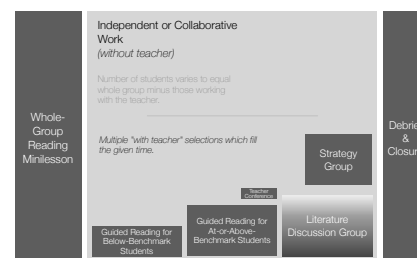 Whole-
Group
Reading
Minilesson
Independent or Collaborative
Work
(without teacher)
Number of students varies to equal
whole group minus those working
with the teacher.
Multiple "with teacher" selections which fill
the given time.
Strategy
Group
Teacher
Conference
Guided Reading for
Below-Benchmark
Students
Guided Reading for
At-or-Above-
Benchmark Students
Literature
Discussion Group
Debrie
&
Closur